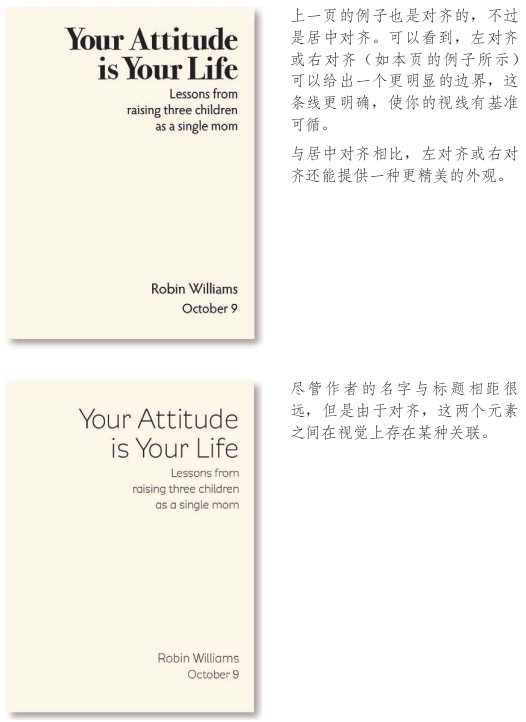 Your Attitude
is Your Life
Lessons from
raising three children
as a single mom
Robin Williams
October 9
上一页的例子也是对齐的，不过
是居中对齐。可以看到，左对齐
或右对齐（如本页的例子所示）
可以给出一个更明显的边界，这
条线更明确，使你的视线有基准
可循。
与居中对齐相比，左对齐或右对
齐还能提供一种更精美的外观。
Your Attitude
is Your Life
Lessons from
raising three children
as a single mom
Robin Williams
October 9
尽管作者的名字与标题相距很
远，但是由于对齐，这两个元素
之间在视觉上存在某种关联。